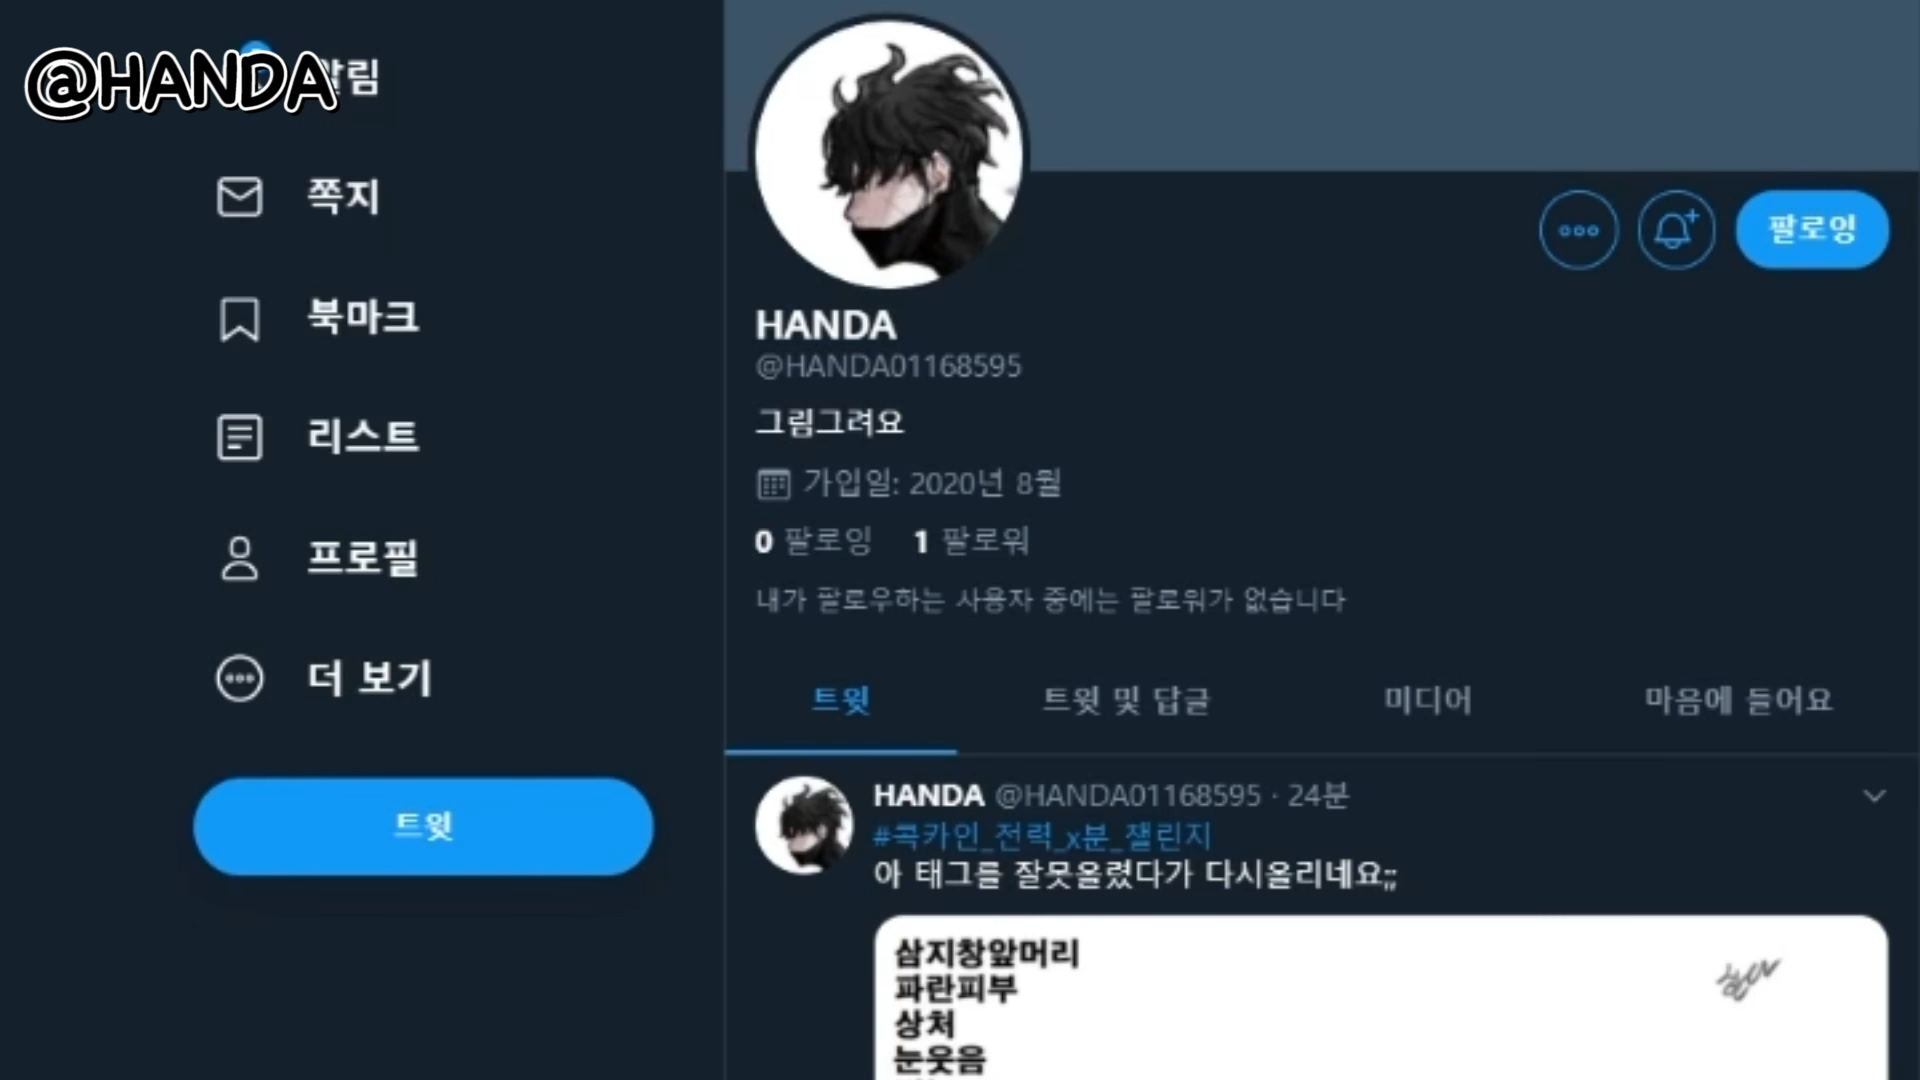 @HANDA
알림
쪽지
북마크
리스트
프로필
더 보기
트윗
팔로잉
HANDA
@HANDA01168595
그림그려요
가입일: 2020년 8월
0 팔로잉 1 팔로워
내가 팔로우하는 사용자 중에는 팔로워가 없습니다
트윗 트윗 및 답글 미디어 마음에 들어요
HANDA @HANDA01168595 · 24분
#콕카인_전력_x분_챌린지
아 태그를 잘못올렸다가 다시올리네요;;
삼지창앞머리
파란피부
상처
눈웃음